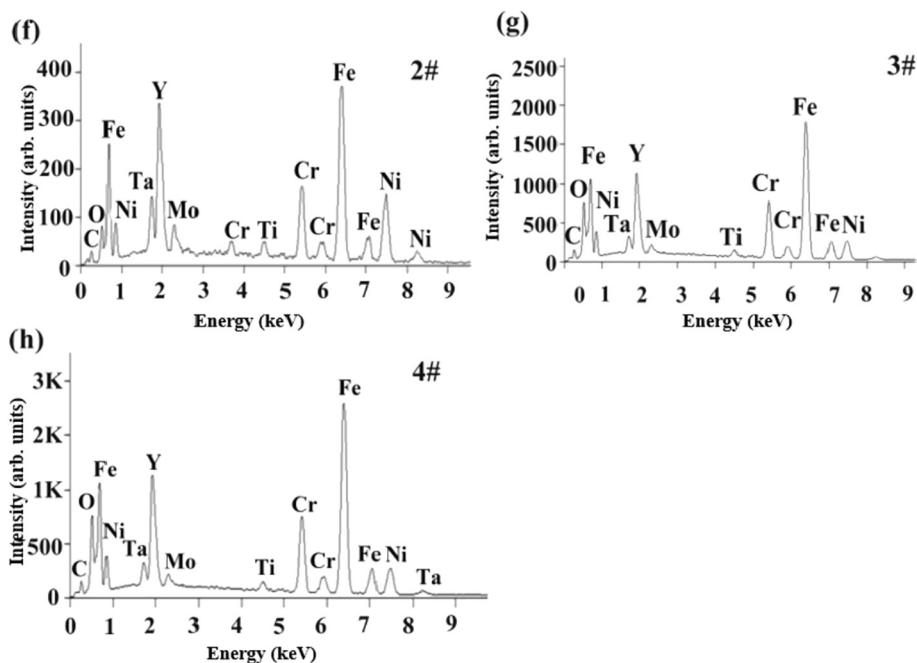 (f)
2#
Intensity (arb. units)
400
300
200
100
0
C
O
Fe
Ni
Ta
Y
Mo
Cr
Ti
Cr
Cr
Fe
Fe
Ni
Ni
0 1 2 3 4 5 6 7 8 9
Energy (keV)
(g)
3#
Intensity (arb. units)
2500
2000
1500
1000
500
0
C
O
Fe
Ni
Ta
Y
Mo
Ti
Cr
Cr
Fe
Fe
Ni
0 1 2 3 4 5 6 7 8 9
Energy (keV)
(h)
4#
Intensity (arb. units)
3K
2K
1K
500
0
C
O
Fe
Ni
Ta
Y
Mo
Ti
Cr
Cr
Fe
Fe
Ni
Ta
0 1 2 3 4 5 6 7 8 9
Energy (keV)